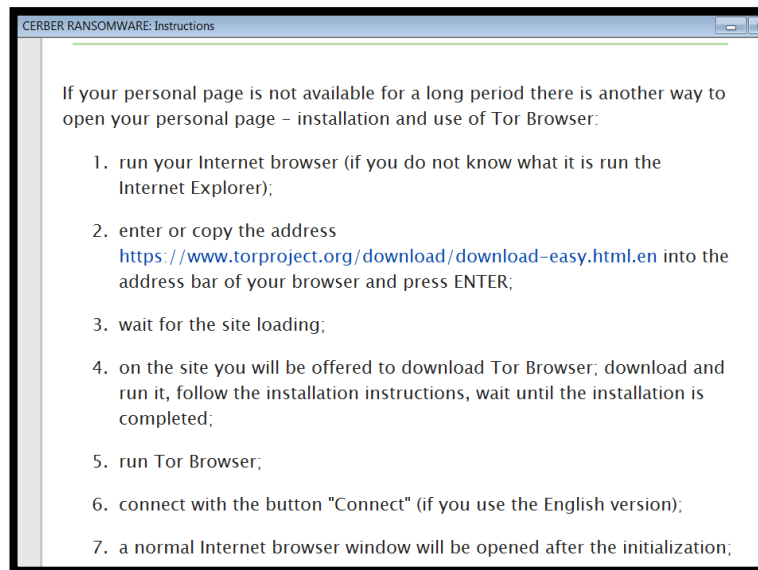 CERBER RANSOMWARE: Instructions
If your personal page is not available for a long period there is another way to
open your personal page – installation and use of Tor Browser:
1. run your Internet browser (if you do not know what it is run the
Internet Explorer);
2. enter or copy the address
https://www.torproject.org/download/download-easy.html.en into the
address bar of your browser and press ENTER;
3. wait for the site loading;
4. on the site you will be offered to download Tor Browser; download and
run it, follow the installation instructions, wait until the installation is
completed;
5. run Tor Browser;
6. connect with the button "Connect" (if you use the English version);
7. a normal Internet browser window will be opened after the initialization;